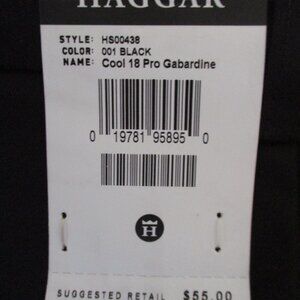 HAGGAR
STYLE: HS00438
COLOR: 001 BLACK
NAME: Cool 18 Pro Gabardine
0 19781 95895 0
H
SUGGESTED RETAIL $55.00